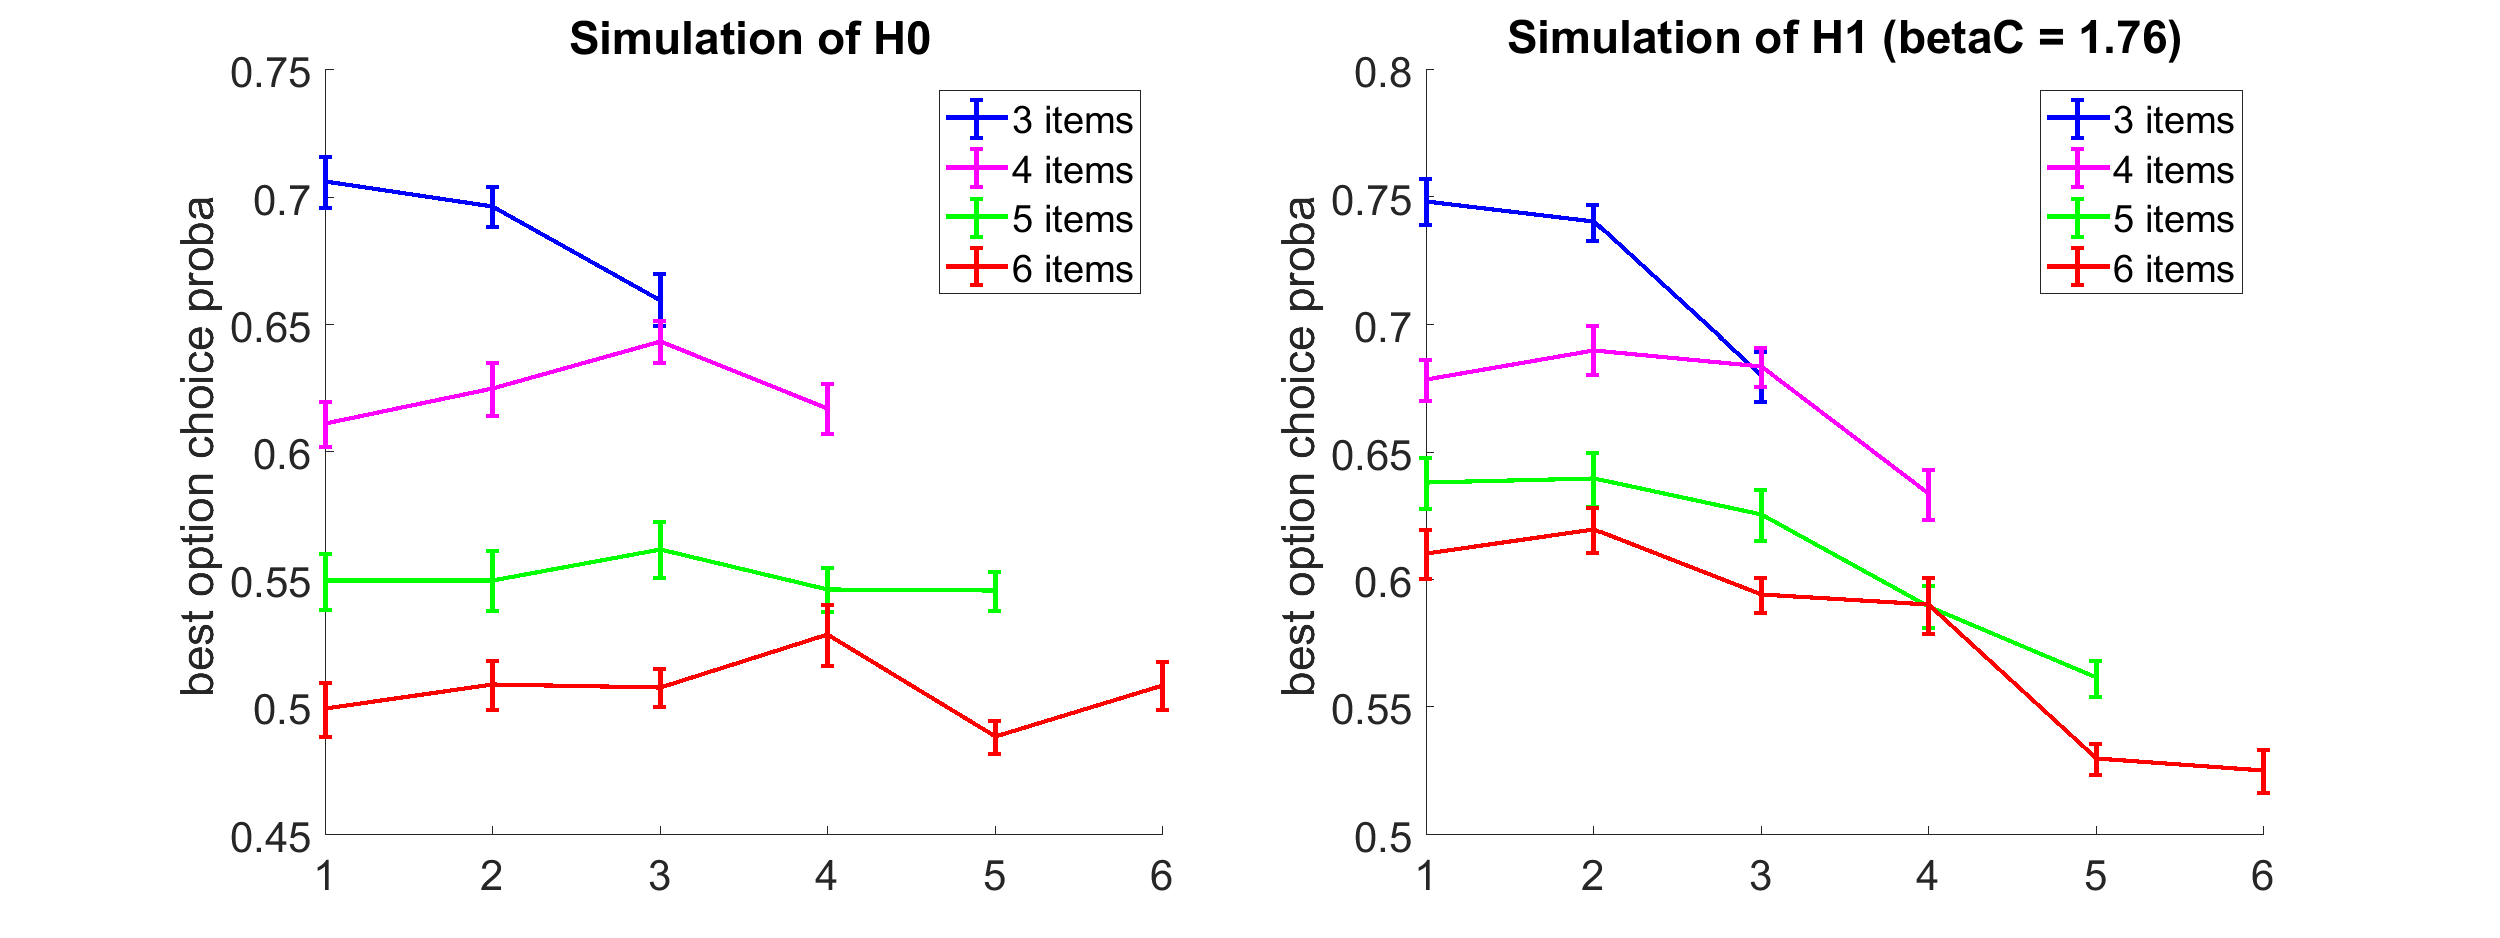 Simulation of H0
0.75
0.7
0.65
0.6
0.55
0.5
0.45
best option choice proba
1 2 3 4 5 6
3 items
4 items
5 items
6 items
Simulation of H1 (betaC = 1.76)
0.8
0.75
0.7
0.65
0.6
0.55
0.5
best option choice proba
1 2 3 4 5 6
3 items
4 items
5 items
6 items